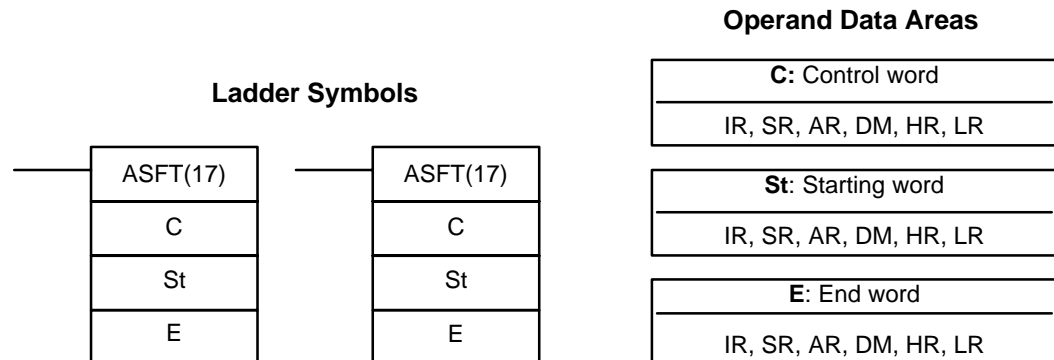 Ladder Symbols
ASFT(17)
C
St
E
ASFT(17)
C
St
E
Operand Data Areas
C: Control word
IR, SR, AR, DM, HR, LR
St: Starting word
IR, SR, AR, DM, HR, LR
E: End word
IR, SR, AR, DM, HR, LR